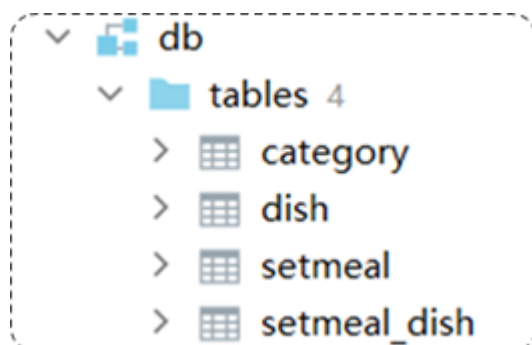 db
tables 4
category
dish
setmeal
setmeal_dish